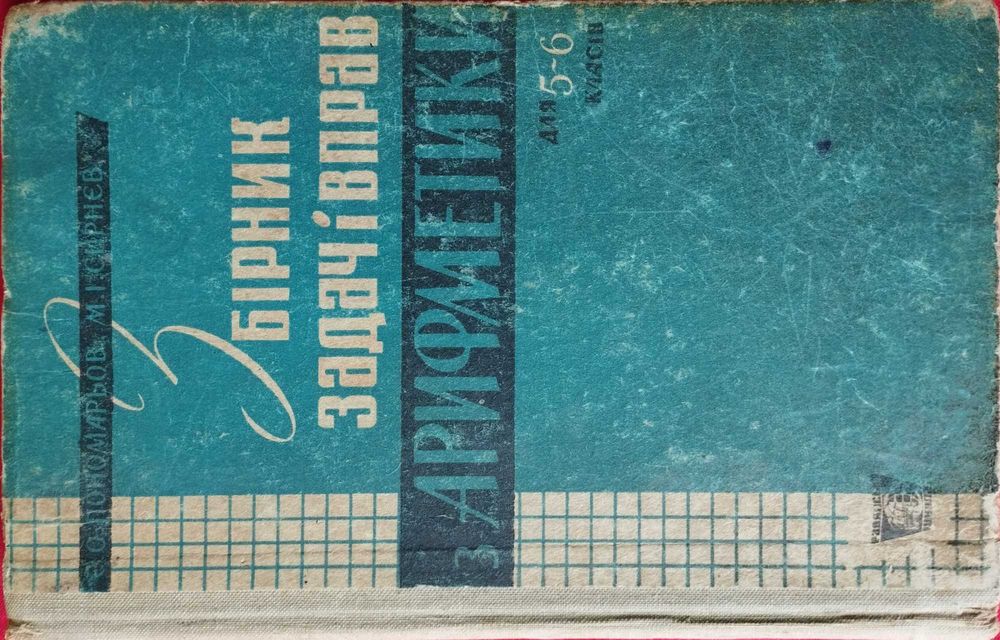 С. О. ПОНОМАРЬОВ, М. І. СИРНЄВ
Збірник
задач і вправ
З АРИФМЕТИКИ
для 5-6
класів